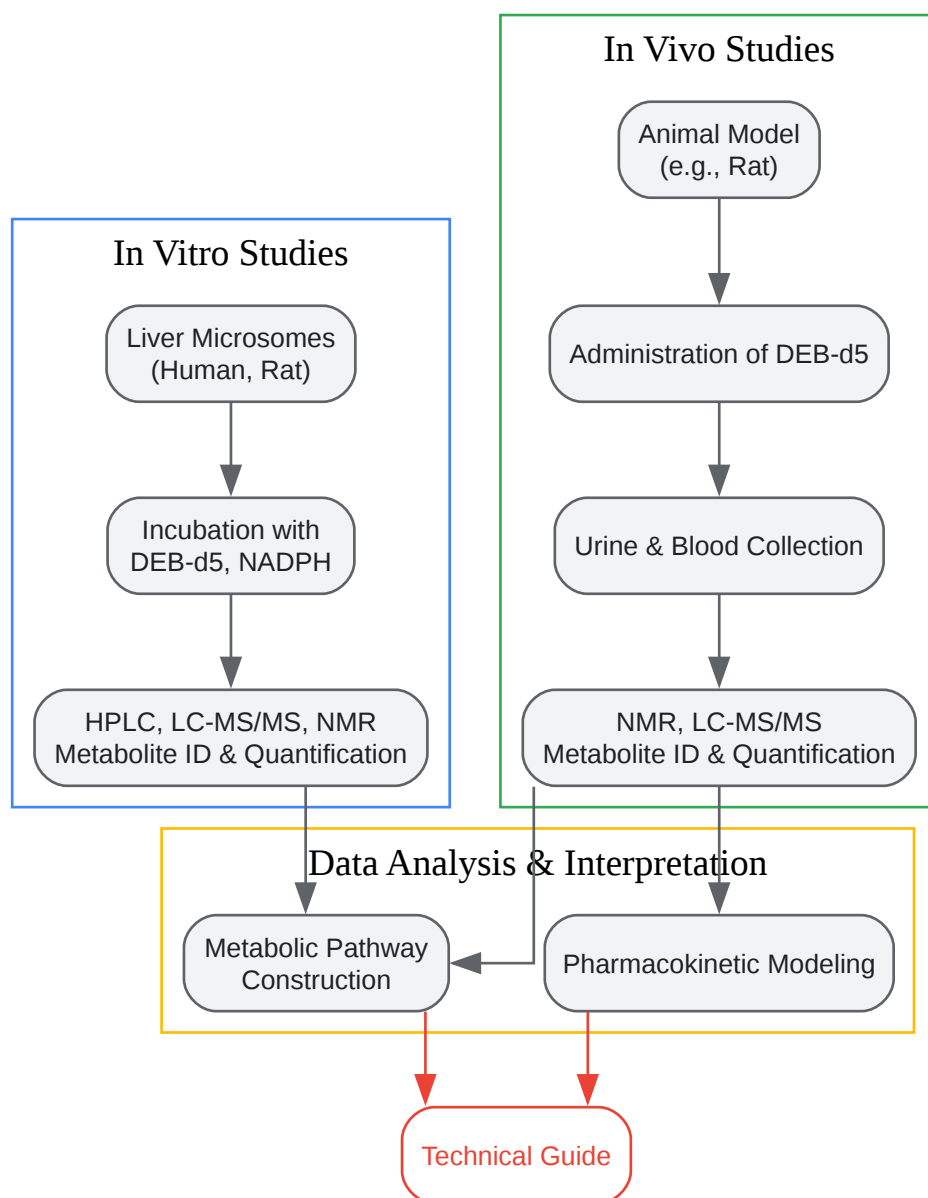 In Vitro Studies
Liver Microsomes
(Human, Rat)
Incubation with
DEB-d5, NADPH
HPLC, LC-MS/MS, NMR
Metabolite ID & Quantification
In Vivo Studies
Animal Model
(e.g., Rat)
Administration of DEB-d5
Urine & Blood Collection
NMR, LC-MS/MS
Metabolite ID & Quantification
Data Analysis & Interpretation
Metabolic Pathway
Construction
Pharmacokinetic Modeling
Technical Guide